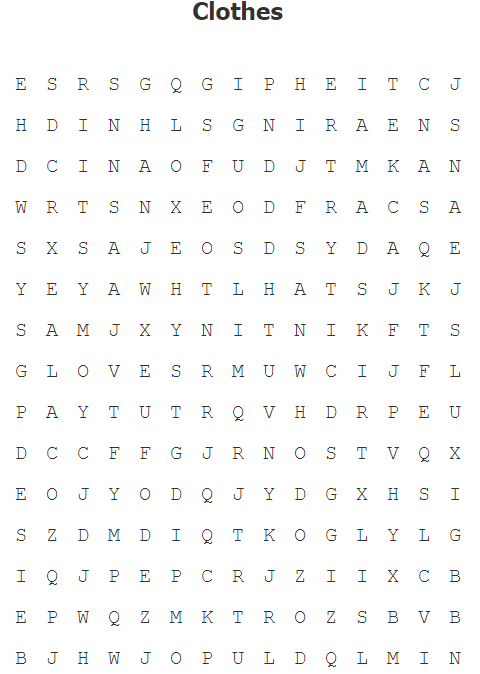 Clothes
E S R S G Q G I P H E I T C J
H D I N H L S G N I R A E N S
D C I N A O F U D J T M K A N
W R T S N X E O D F R A C S A
S X S A J E O S D S Y D A Q E
Y E Y A W H T L H A T S J K J
S A M J X Y N I T N I K F T S
G L O V E S R M U W C I J F L
P A Y T U T R Q V H D R P E U
D C C F F G J R N O S T V Q X
E O J Y O D Q J Y D G X H S I
S Z D M D I Q T K O G L Y L G
I Q J P E P C R J Z I I X C B
E P W Q Z M K T R O Z S B V B
B J H W J O P U L D Q L M I N